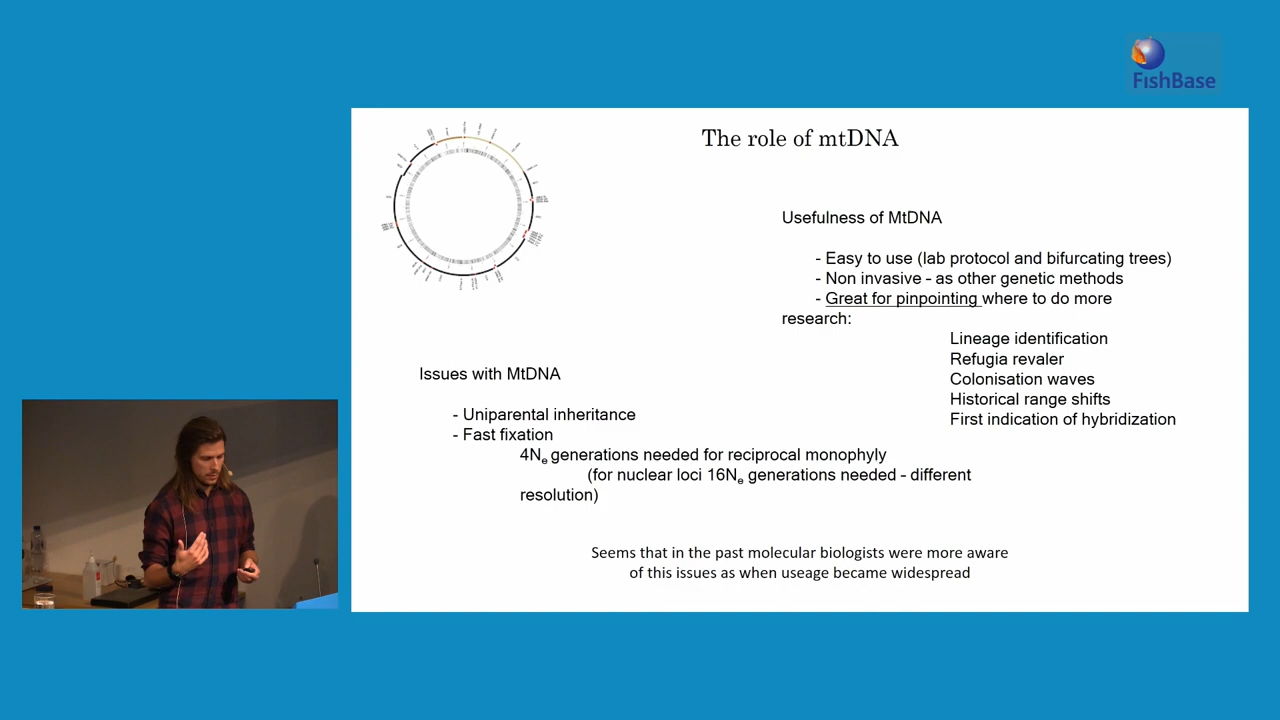 FishBase
The role of mtDNA
Usefulness of MtDNA
- Easy to use (lab protocol and bifurcating trees)
- Non invasive – as other genetic methods
- Great for pinpointing where to do more
research:
Lineage identification
Refugia revaler
Colonisation waves
Historical range shifts
First indication of hybridization
Issues with MtDNA
- Uniparental inheritance
- Fast fixation
4Ne generations needed for reciprocal monophyly
(for nuclear loci 16Ne generations needed – different
resolution)
Seems that in the past molecular biologists were more aware
of this issues as when useage became widespread